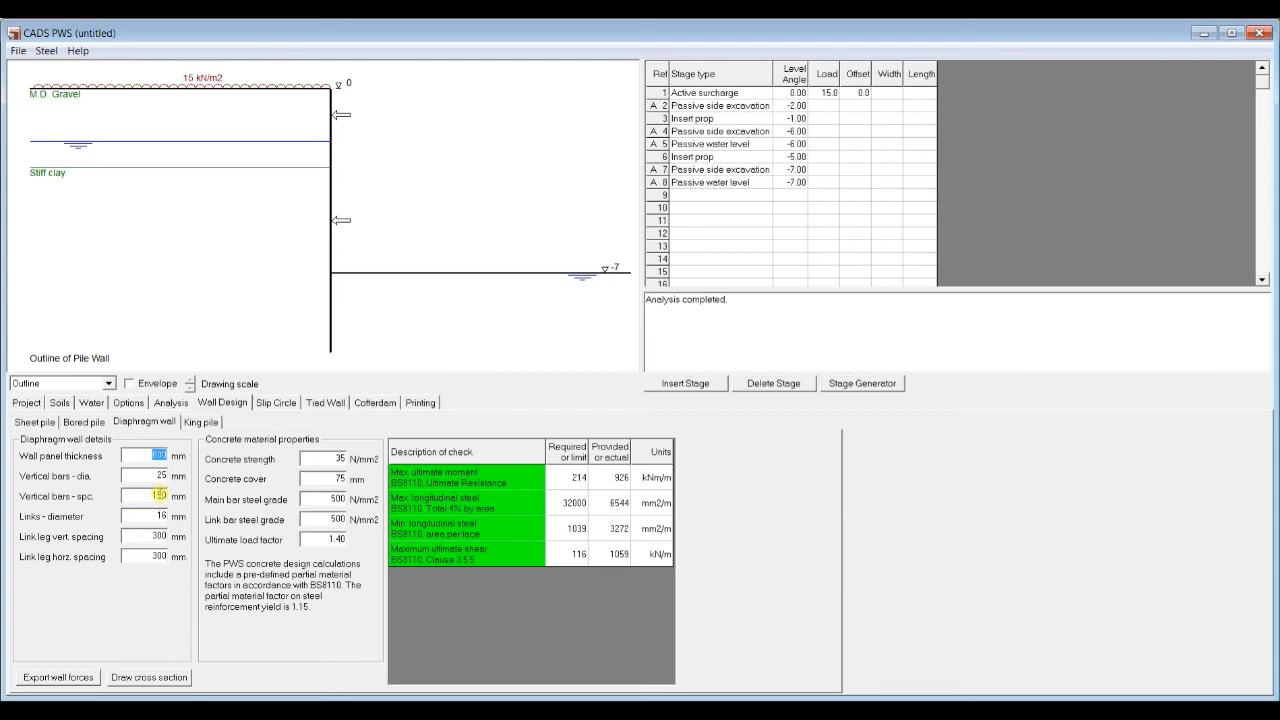 CADS PWS (untitled)
File Steel Help
15 kN/m2
0
M.D. Gravel
Stiff clay
-7
Outline of Pile Wall
Ref Stage type Level Angle Load Offset Width Length
1 Active surcharge 0.00 15.0 0.0
A 2 Passive side excavation -2.00
3 Insert prop -1.00
A 4 Passive side excavation -6.00
A 5 Passive water level -6.00
6 Insert prop -5.00
A 7 Passive side excavation -7.00
A 8 Passive water level -7.00
9
10
11
12
13
14
15
16
Analysis completed.
Outline Envelope Drawing scale
Insert Stage Delete Stage Stage Generator
Project Soils Water Options Analysis Wall Design Slip Circle Tied Wall Cofferdam Printing
Sheet pile Bored pile Diaphragm wall King pile
Diaphragm wall details
Wall panel thickness 800 mm
Vertical bars - dia. 25 mm
Vertical bars - spc. 150 mm
Links - diameter 16 mm
Link leg vert. spacing 300 mm
Link leg horz. spacing 300 mm
Export wall forces Draw cross section
Concrete material properties
Concrete strength 35 N/mm2
Concrete cover 75 mm
Main bar steel grade 500 N/mm2
Link bar steel grade 500 N/mm2
Ultimate load factor 1.40
The PWS concrete design calculations
include a pre-defined partial material
factors in accordance with BS8110. The
partial material factor on steel
reinforcement yield is 1.15.
Description of check Required or limit Provided or actual Units
Max. ultimate moment
BS8110, Ultimate Resistance 214 926 kNm/m
Max. longitudinal steel
BS8110, Total 4% by area 32000 6544 mm2/m
Min. longitudinal steel
BS8110, area per face 1039 3272 mm2/m
Maximum ultimate shear
BS8110, Clause 3.5.5 116 1059 kN/m